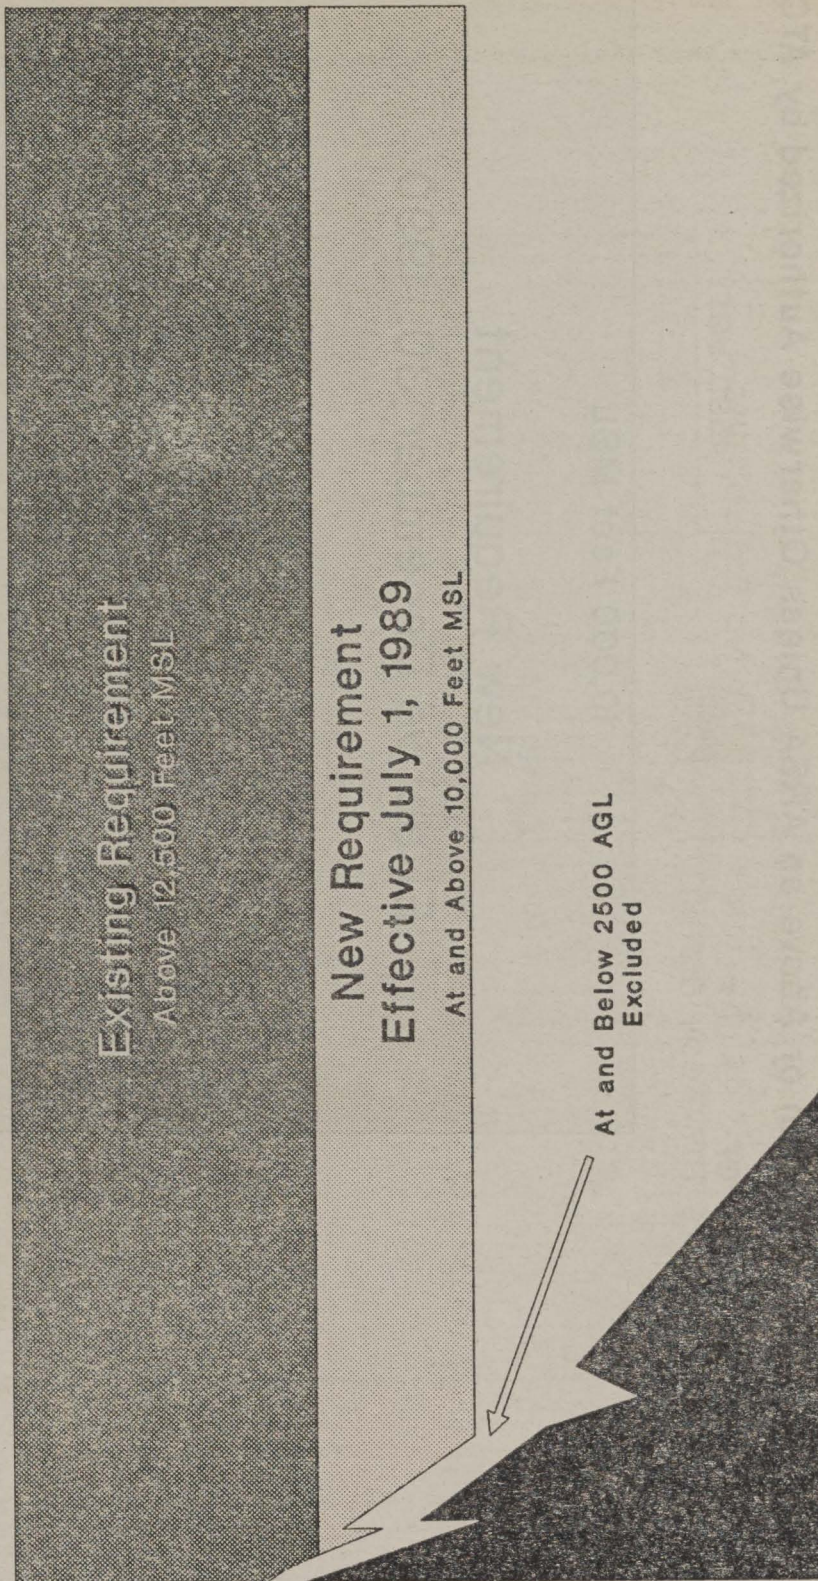 Existing Requirement
Above 12,500 Feet MSL
New Requirement
Effective July 1, 1989
At and Above 10,000 Feet MSL
At and Below 2500 AGL
Excluded